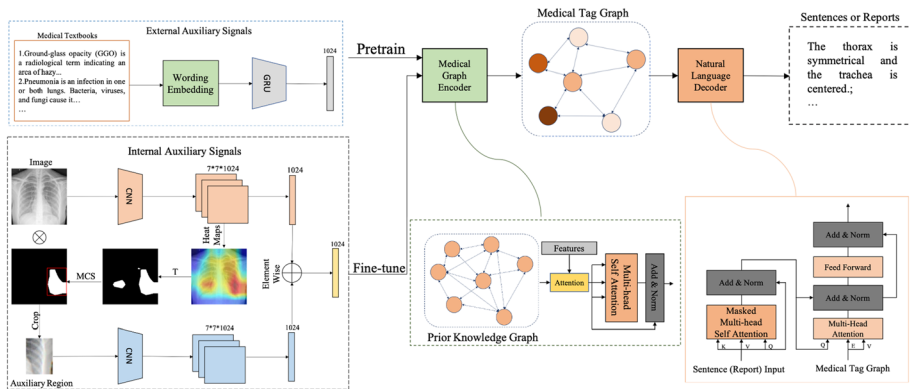 External Auxiliary Signals
Medical Textbooks
1.Ground-glass opacity (GGO) is
a radiological term indicating an
area of hazy...
2.Pneumonia is an infection in one
or both lungs. Bacteria, viruses,
and fungi cause it…
…
Wording
Embedding
GRU
1024
Pretrain
Medical
Graph
Encoder
Medical Tag Graph
Natural
Language
Decoder
Sentences or Reports
The thorax is
symmetrical and
the trachea is
centered.;
…
Internal Auxiliary Signals
Image
CNN
7*7*1024
1024
Heat
Maps
T
MCS
Crop
Auxiliary Region
CNN
7*7*1024
1024
Element
Wise
1024
Fine-tune
Prior Knowledge Graph
Features
Attention
Multi-head
Self Attention
Add & Norm
Add & Norm
Masked
Multi-head
Self Attention
K V Q
Sentence (Report) Input
Add & Norm
Feed Forward
Add & Norm
Multi-Head
Attention
Q E V
Medical Tag Graph